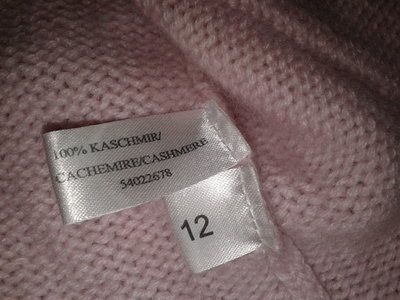 100% KASCHMIR/
CACHEMIRE/CASHMERE
54022678
12